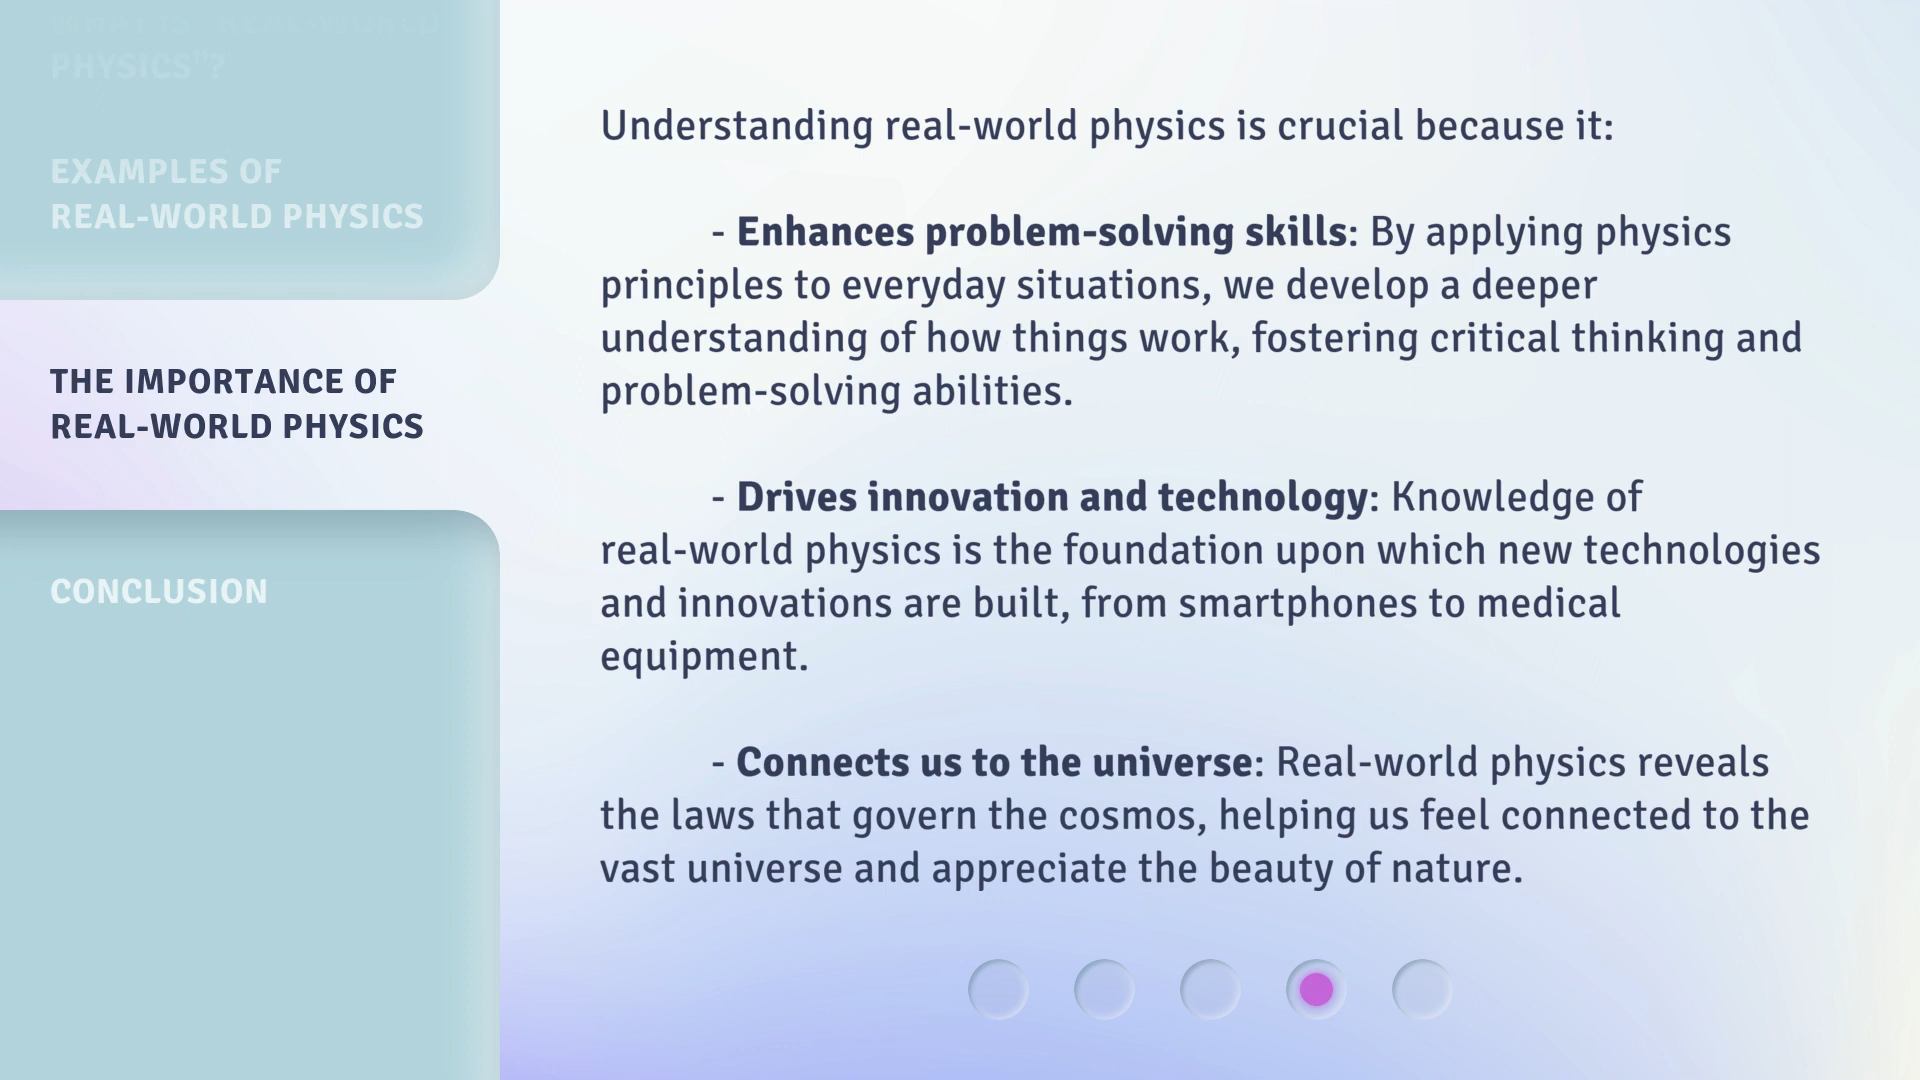 WHAT IS "REAL-WORLD
PHYSICS"?
EXAMPLES OF
REAL-WORLD PHYSICS
THE IMPORTANCE OF
REAL-WORLD PHYSICS
CONCLUSION
Understanding real-world physics is crucial because it:
- Enhances problem-solving skills: By applying physics
principles to everyday situations, we develop a deeper
understanding of how things work, fostering critical thinking and
problem-solving abilities.
- Drives innovation and technology: Knowledge of
real-world physics is the foundation upon which new technologies
and innovations are built, from smartphones to medical
equipment.
- Connects us to the universe: Real-world physics reveals
the laws that govern the cosmos, helping us feel connected to the
vast universe and appreciate the beauty of nature.